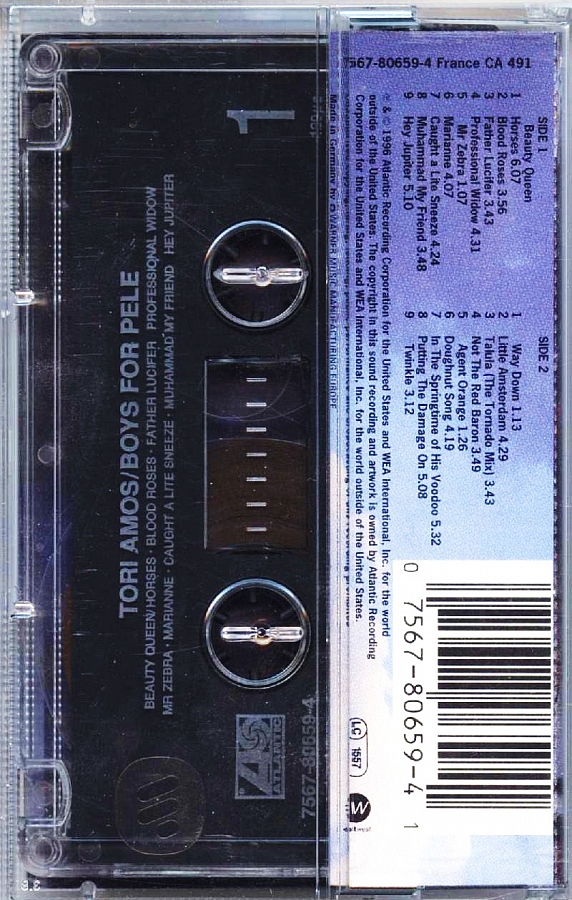 7567-80659-4 France CA 491
SIDE 1
Beauty Queen
1 Horses 6.07
2 Blood Roses 3.56
3 Father Lucifer 3.43
4 Professional Widow 4.31
5 Mr Zebra 1.07
6 Marianne 4.07
7 Caught a Lite Sneeze 4.24
8 Muhammad My Friend 3.48
9 Hey Jupiter 5.10
SIDE 2
1 Way Down 1.13
2 Little Amsterdam 4.29
3 Talula (The Tornado Mix) 3.43
4 Not The Red Baron 3.49
5 Agent Orange 1.26
6 Doughnut Song 4.19
7 In The Springtime of His Voodoo 5.32
8 Putting The Damage On 5.08
9 Twinkle 3.12
℗ & © 1996 Atlantic Recording Corporation for the United States and WEA International, Inc. for the world
outside of the United States. The copyright in this sound recording and artwork is owned by Atlantic Recording
Corporation for the United States and WEA International, Inc. for the world outside of the United States.
Made in Germany by WARNER MUSIC MANUFACTURING EUROPE
0 7567-80659-4 1
LC 1557
W
1
TORI AMOS/BOYS FOR PELE
BEAUTY QUEEN/HORSES · BLOOD ROSES · FATHER LUCIFER PROFESSIONAL WIDOW
MR ZEBRA · MARIANNE · CAUGHT A LITE SNEEZE · MUHAMMAD MY FRIEND HEY JUPITER
ATLANTIC
7567-80659-4